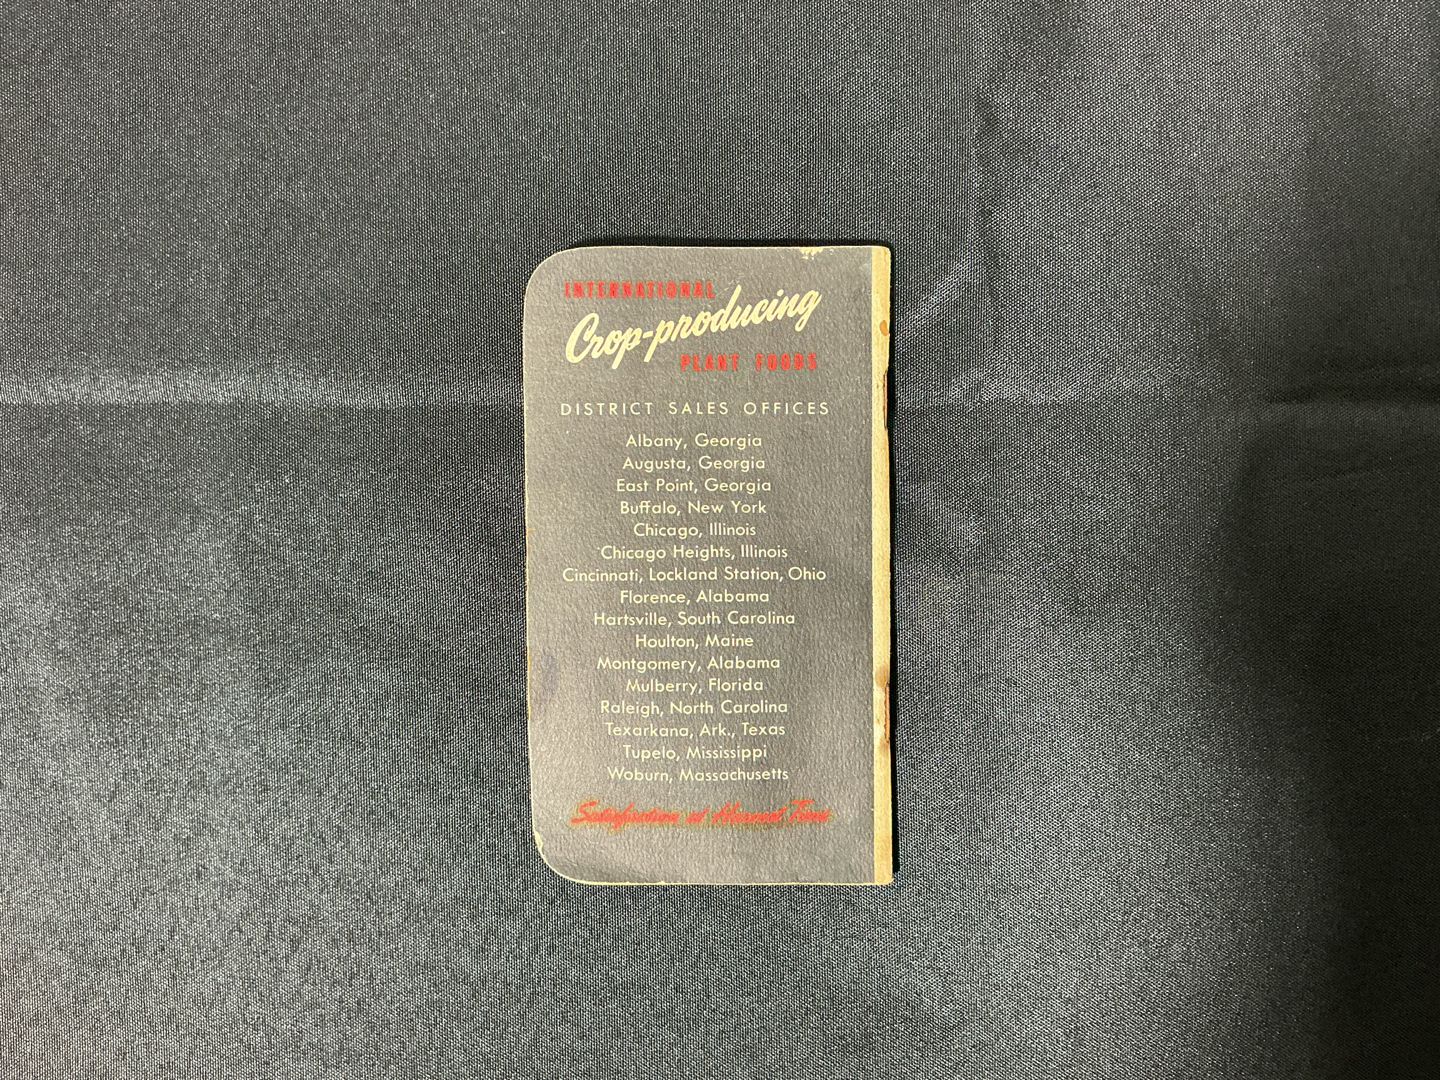 INTERNATIONAL
Crop-producing
PLANT FOODS
DISTRICT SALES OFFICES
Albany, Georgia
Augusta, Georgia
East Point, Georgia
Buffalo, New York
Chicago, Illinois
Chicago Heights, Illinois
Cincinnati, Lockland Station, Ohio
Florence, Alabama
Hartsville, South Carolina
Houlton, Maine
Montgomery, Alabama
Mulberry, Florida
Raleigh, North Carolina
Texarkana, Ark., Texas
Tupelo, Mississippi
Woburn, Massachusetts
Satisfaction at Harvest Time